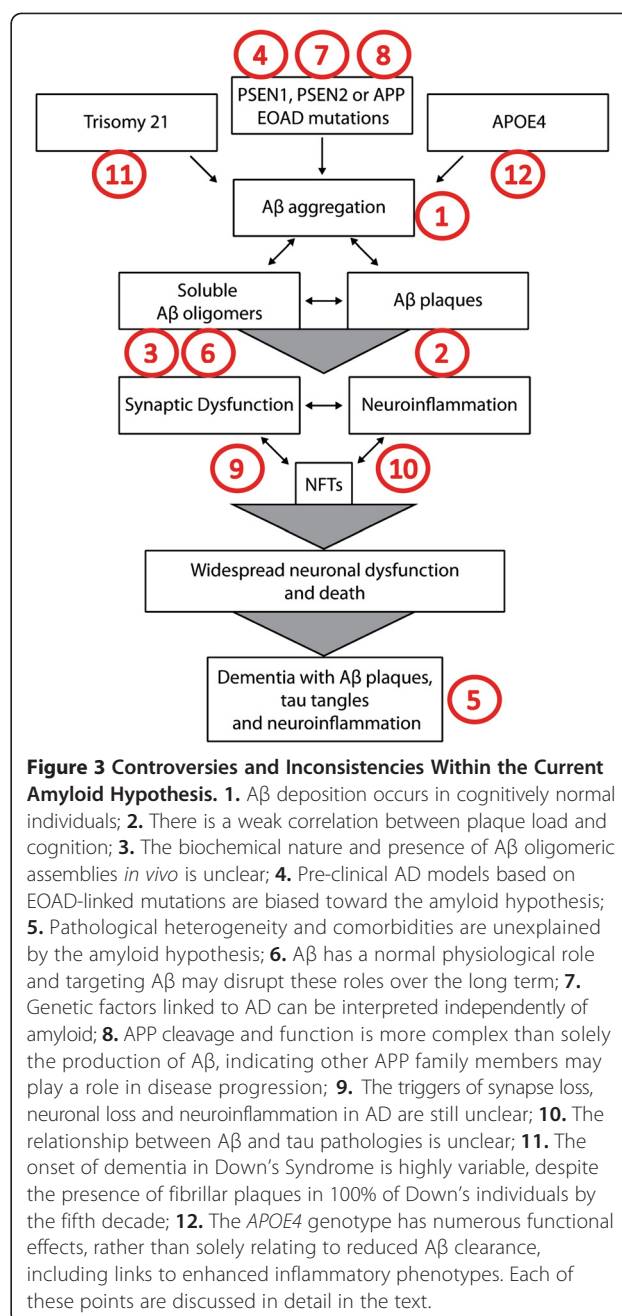 4 7 8
PSEN1, PSEN2 or APP
EOAD mutations
Trisomy 21
APOE4
11
12
Aβ aggregation
1
Soluble
Aβ oligomers
Aβ plaques
3 6
2
Synaptic Dysfunction
Neuroinflammation
9
10
NFTs
Widespread neuronal dysfunction
and death
Dementia with Aβ plaques,
tau tangles
and neuroinflammation
5
Figure 3 Controversies and Inconsistencies Within the Current
Amyloid Hypothesis. 1. Aβ deposition occurs in cognitively normal
individuals; 2. There is a weak correlation between plaque load and
cognition; 3. The biochemical nature and presence of Aβ oligomeric
assemblies in vivo is unclear; 4. Pre-clinical AD models based on
EOAD-linked mutations are biased toward the amyloid hypothesis;
5. Pathological heterogeneity and comorbidities are unexplained
by the amyloid hypothesis; 6. Aβ has a normal physiological role
and targeting Aβ may disrupt these roles over the long term; 7.
Genetic factors linked to AD can be interpreted independently of
amyloid; 8. APP cleavage and function is more complex than solely
the production of Aβ, indicating other APP family members may
play a role in disease progression; 9. The triggers of synapse loss,
neuronal loss and neuroinflammation in AD are still unclear; 10. The
relationship between Aβ and tau pathologies is unclear; 11. The
onset of dementia in Down's Syndrome is highly variable, despite
the presence of fibrillar plaques in 100% of Down's individuals by
the fifth decade; 12. The APOE4 genotype has numerous functional
effects, rather than solely relating to reduced Aβ clearance,
including links to enhanced inflammatory phenotypes. Each of
these points are discussed in detail in the text.